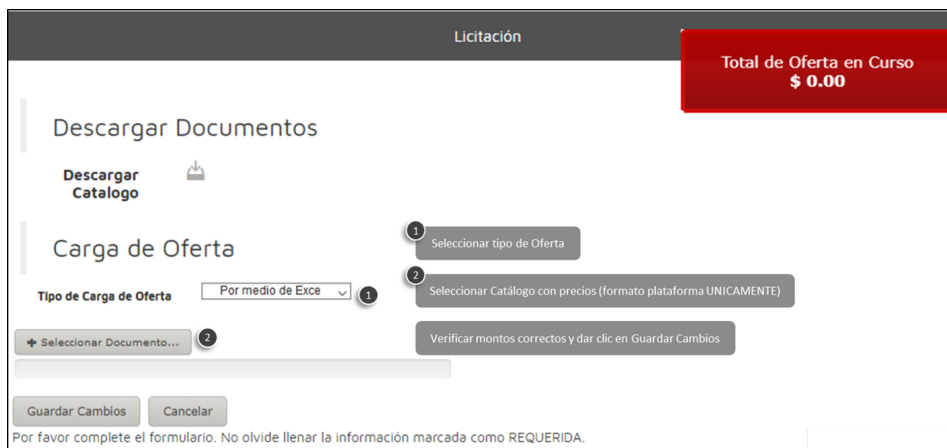 Licitación
Total de Oferta en Curso
$ 0.00
Descargar Documentos
Descargar
Catalogo
Carga de Oferta
1
Seleccionar tipo de Oferta
2
Seleccionar Catálogo con precios (formato plataforma UNICAMENTE)
Tipo de Carga de Oferta
Por medio de Exce
1
Verificar montos correctos y dar clic en Guardar Cambios
+ Seleccionar Documento...
2
Guardar Cambios
Cancelar
Por favor complete el formulario. No olvide llenar la información marcada como REQUERIDA.